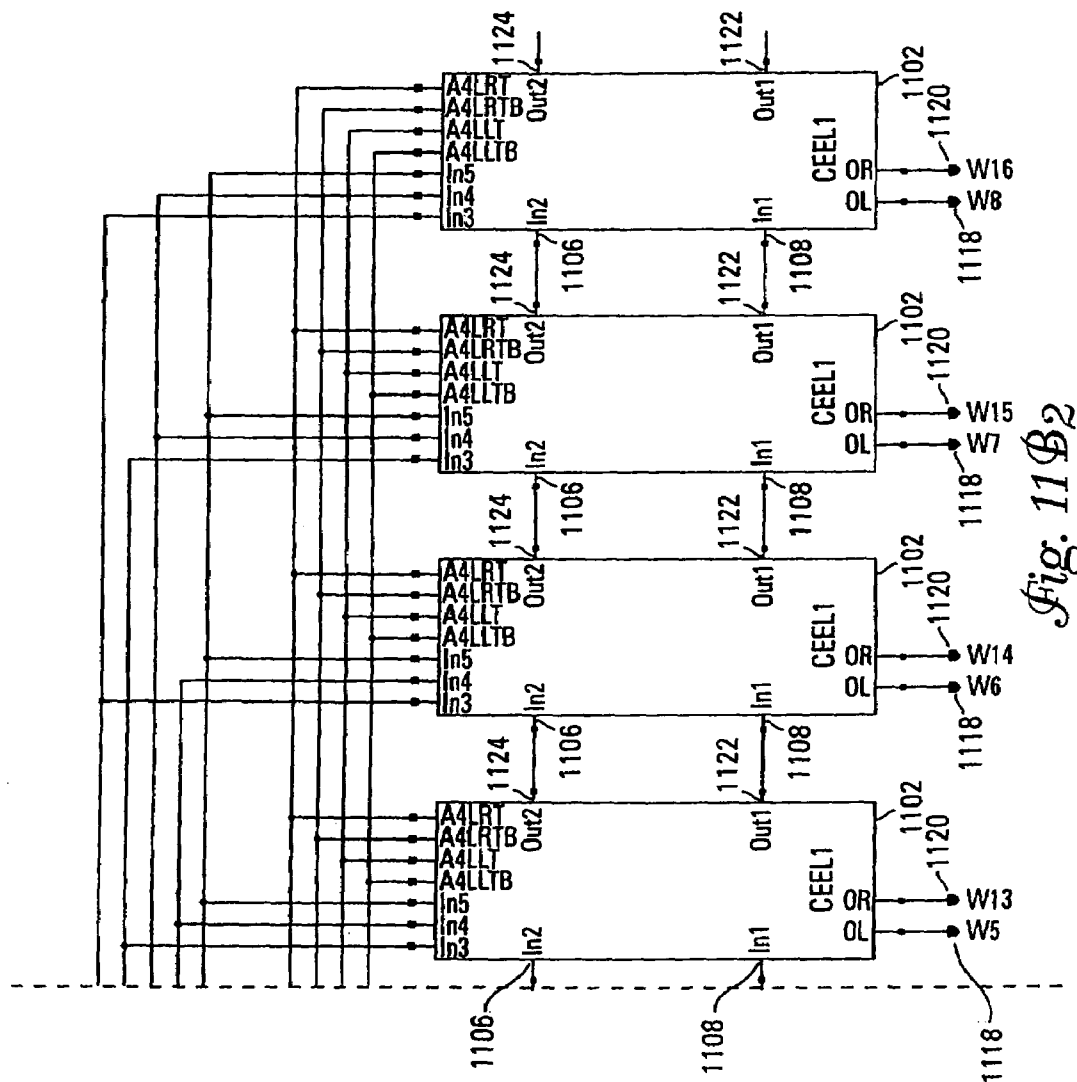 1124
1122
A4LRT
A4LRTB
A4LLT
A4LLTB
In5
In4
In3
Out2
Out1
In2
In1
CEEL1
OR
OL
1102
1120
W16
W8
1118
1106
1108
1124
1122
A4LRT
A4LRTB
A4LLT
A4LLTB
In5
In4
In3
Out2
Out1
In2
In1
CEEL1
OR
OL
1102
1120
W15
W7
1118
1106
1108
1124
1122
A4LRT
A4LRTB
A4LLT
A4LLTB
In5
In4
In3
Out2
Out1
In2
In1
CEEL1
OR
OL
1102
1120
W14
W6
1118
1106
1108
1124
1122
A4LRT
A4LRTB
A4LLT
A4LLTB
In5
In4
In3
Out2
Out1
In2
In1
CEEL1
OR
OL
1102
1120
W13
W5
1118
1106
1108
Fig. 11B2